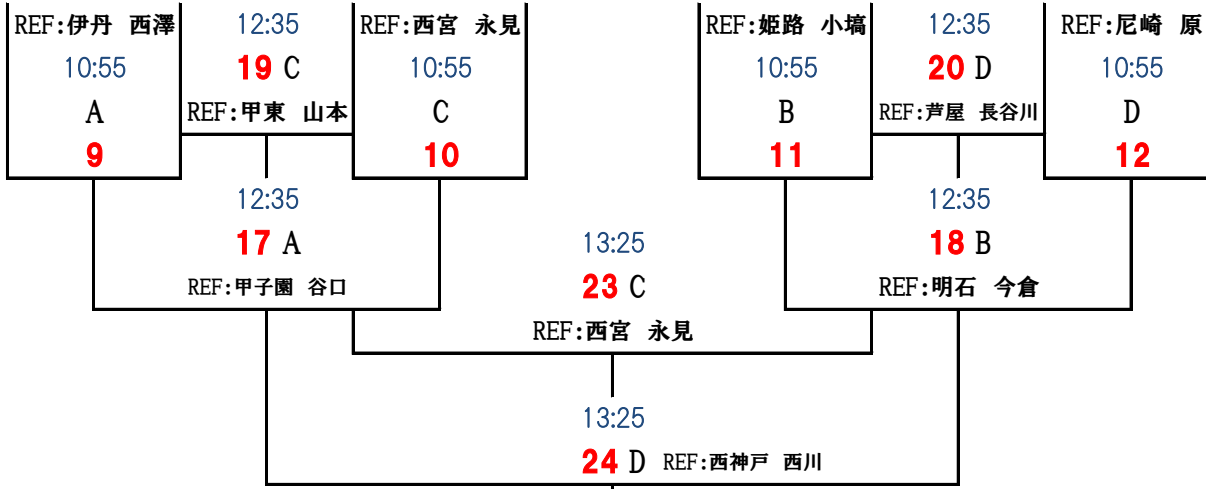 REF:伊丹 西澤
12:35
REF:西宮 永見
REF:姫路 小塙
12:35
REF:尼崎 原
10:55
19 C
10:55
10:55
20 D
10:55
A
REF:甲東 山本
C
B
REF:芦屋 長谷川
D
9
10
11
12
12:35
12:35
17 A
13:25
18 B
REF:甲子園 谷口
23 C
REF:明石 今倉
REF:西宮 永見
13:25
24 D REF:西神戸 西川